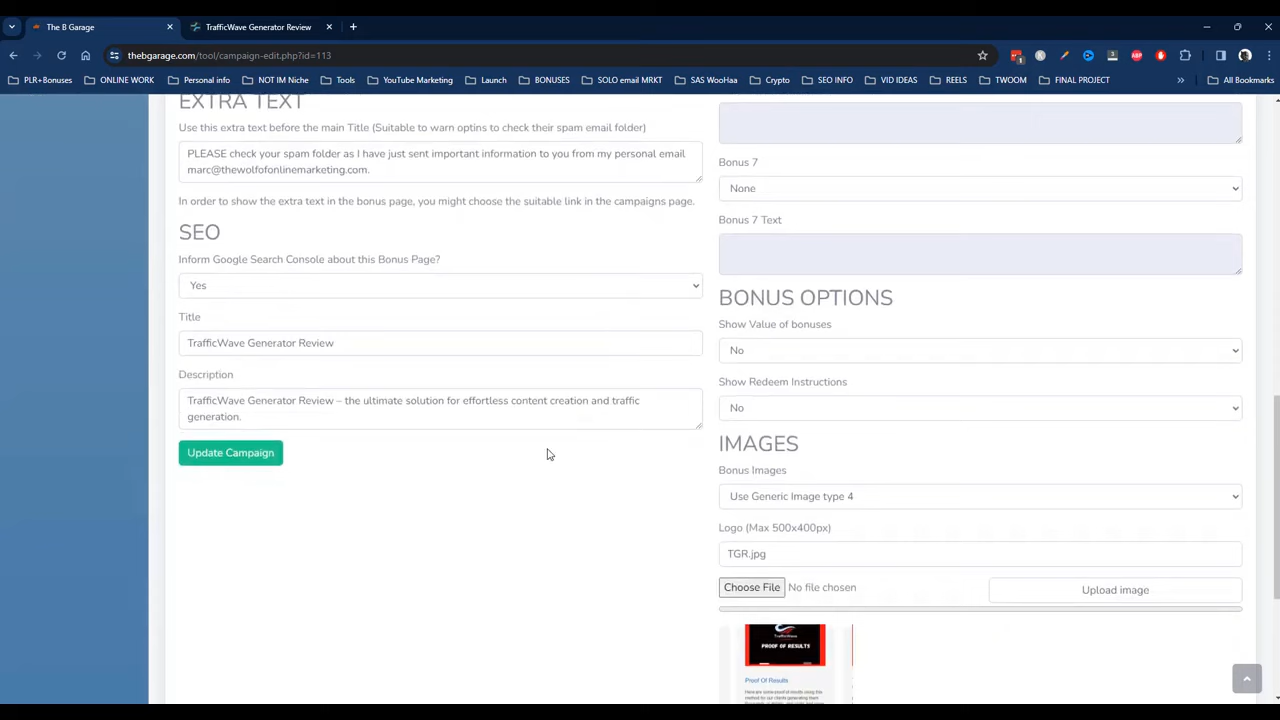 The B Garage
TrafficWave Generator Review
thebgarage.com/tool/campaign-edit.php?id=113
PLR+Bonuses
ONLINE WORK
Personal info
NOT IM Niche
Tools
YouTube Marketing
Launch
BONUSES
SOLO email MRKT
SAS WooHaa
Crypto
SEO INFO
VID IDEAS
REELS
TWOOM
FINAL PROJECT
All Bookmarks
EXTRA TEXT
Use this extra text before the main Title (Suitable to warn optins to check their spam email folder)
PLEASE check your spam folder as I have just sent important information to you from my personal email
marc@thewolfofonlinemarketing.com.
In order to show the extra text in the bonus page, you might choose the suitable link in the campaigns page.
SEO
Inform Google Search Console about this Bonus Page?
Yes
Title
TrafficWave Generator Review
Description
TrafficWave Generator Review – the ultimate solution for effortless content creation and traffic
generation.
Update Campaign
Bonus 7
None
Bonus 7 Text
BONUS OPTIONS
Show Value of bonuses
No
Show Redeem Instructions
No
IMAGES
Bonus Images
Use Generic Image type 4
Logo (Max 500x400px)
TGR.jpg
Choose File No file chosen
Upload image
TrafficWave
PROOF OF RESULTS
Proof Of Results